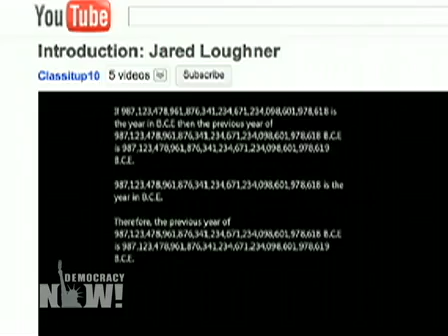 You Tube
Introduction: Jared Loughner
Classitup10 5 videos Subscribe
If 987,123,478,961,876,341,234,671,234,098,601,978,618 is
the year in B.C.E then the previous year of
987,123,478,961,876,341,234,671,234,098,601,978,618 B.C.E
is 987,123,478,961,876,341,234,671,234,098,601,978,619
B.C.E.
987,123,478,961,876,341,234,671,234,098,601,978,618 is the
year in B.C.E.
Therefore, the previous year of
987,123,478,961,876,341,234,671,234,098,601,978,618 B.C.E
is 987,123,478,961,876,341,234,671,234,098,601,978,619
B.C.E.
DEMOCRACY
NOW!